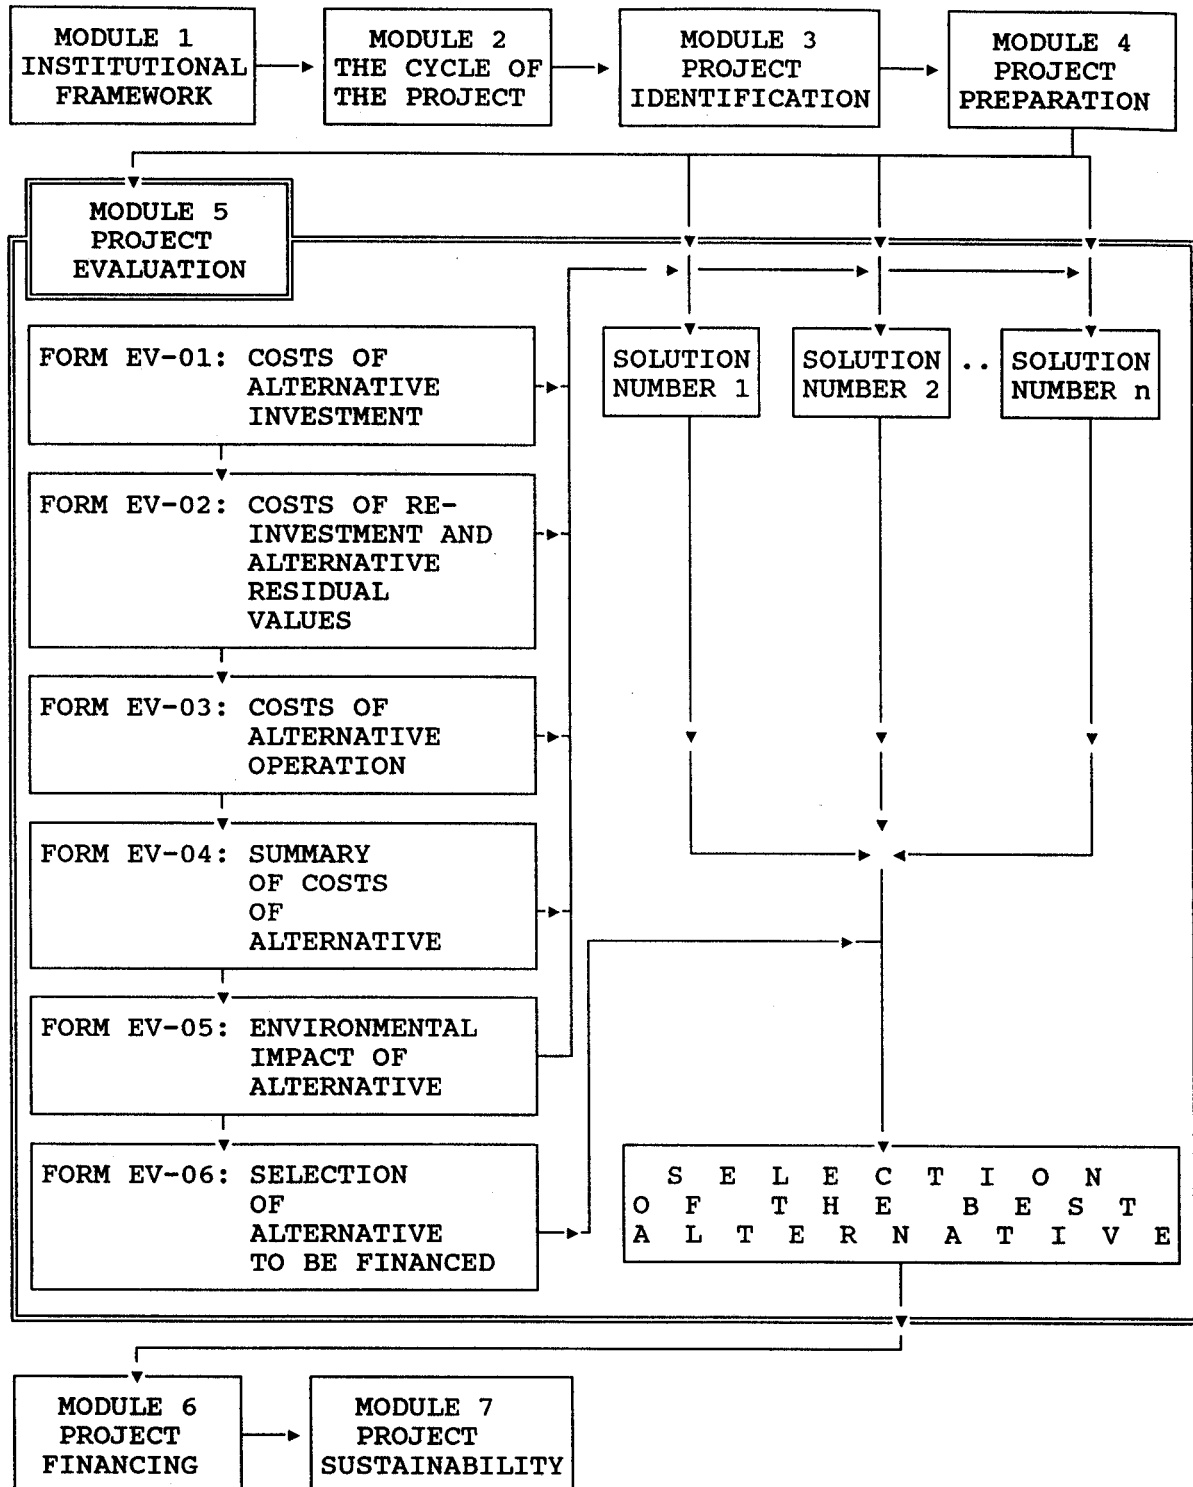 MODULE 1
INSTITUTIONAL
FRAMEWORK
MODULE 2
THE CYCLE OF
THE PROJECT
MODULE 3
PROJECT
IDENTIFICATION
MODULE 4
PROJECT
PREPARATION
MODULE 5
PROJECT
EVALUATION
FORM EV-01: COSTS OF
ALTERNATIVE
INVESTMENT
FORM EV-02: COSTS OF RE-
INVESTMENT AND
ALTERNATIVE
RESIDUAL
VALUES
FORM EV-03: COSTS OF
ALTERNATIVE
OPERATION
FORM EV-04: SUMMARY
OF COSTS
OF
ALTERNATIVE
FORM EV-05: ENVIRONMENTAL
IMPACT OF
ALTERNATIVE
FORM EV-06: SELECTION
OF
ALTERNATIVE
TO BE FINANCED
SOLUTION
NUMBER 1
SOLUTION
NUMBER 2
..
SOLUTION
NUMBER n
S E L E C T I O N
O F T H E B E S T
A L T E R N A T I V E
MODULE 6
PROJECT
FINANCING
MODULE 7
PROJECT
SUSTAINABILITY